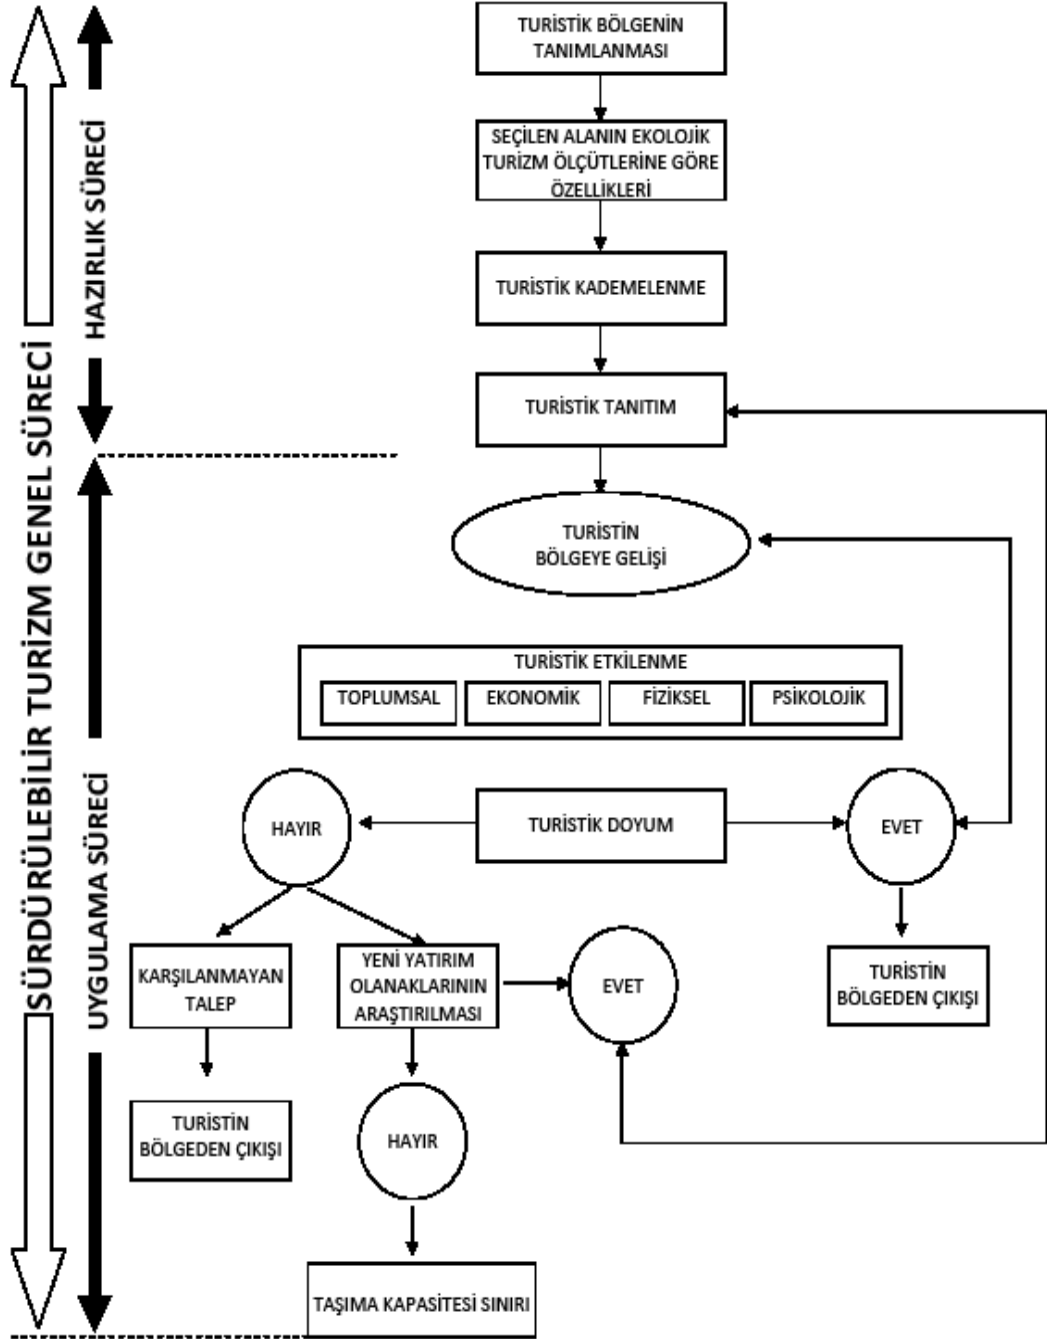 SÜRDÜRÜLEBİLİR TURİZM GENEL SÜRECİ
HAZIRLIK SÜRECİ
UYGULAMA SÜRECİ
TURİSTİK BÖLGENİN
TANIMLANMASI
SEÇİLEN ALANIN EKOLOJİK
TURİZM ÖLÇÜTLERİNE GÖRE
ÖZELLİKLERİ
TURİSTİK KADEMELENME
TURİSTİK TANITIM
TURİSTİN
BÖLGEYE GELİŞİ
TURİSTİK ETKİLENME
TOPLUMSAL
EKONOMİK
FİZİKSEL
PSİKOLOJİK
HAYIR
TURİSTİK DOYUM
EVET
KARŞILANMAYAN
TALEP
YENİ YATIRIM
OLANAKLARININ
ARAŞTIRILMASI
EVET
TURİSTİN
BÖLGEDEN ÇIKIŞI
TURİSTİN
BÖLGEDEN ÇIKIŞI
HAYIR
TAŞIMA KAPASİTESİ SINIRI